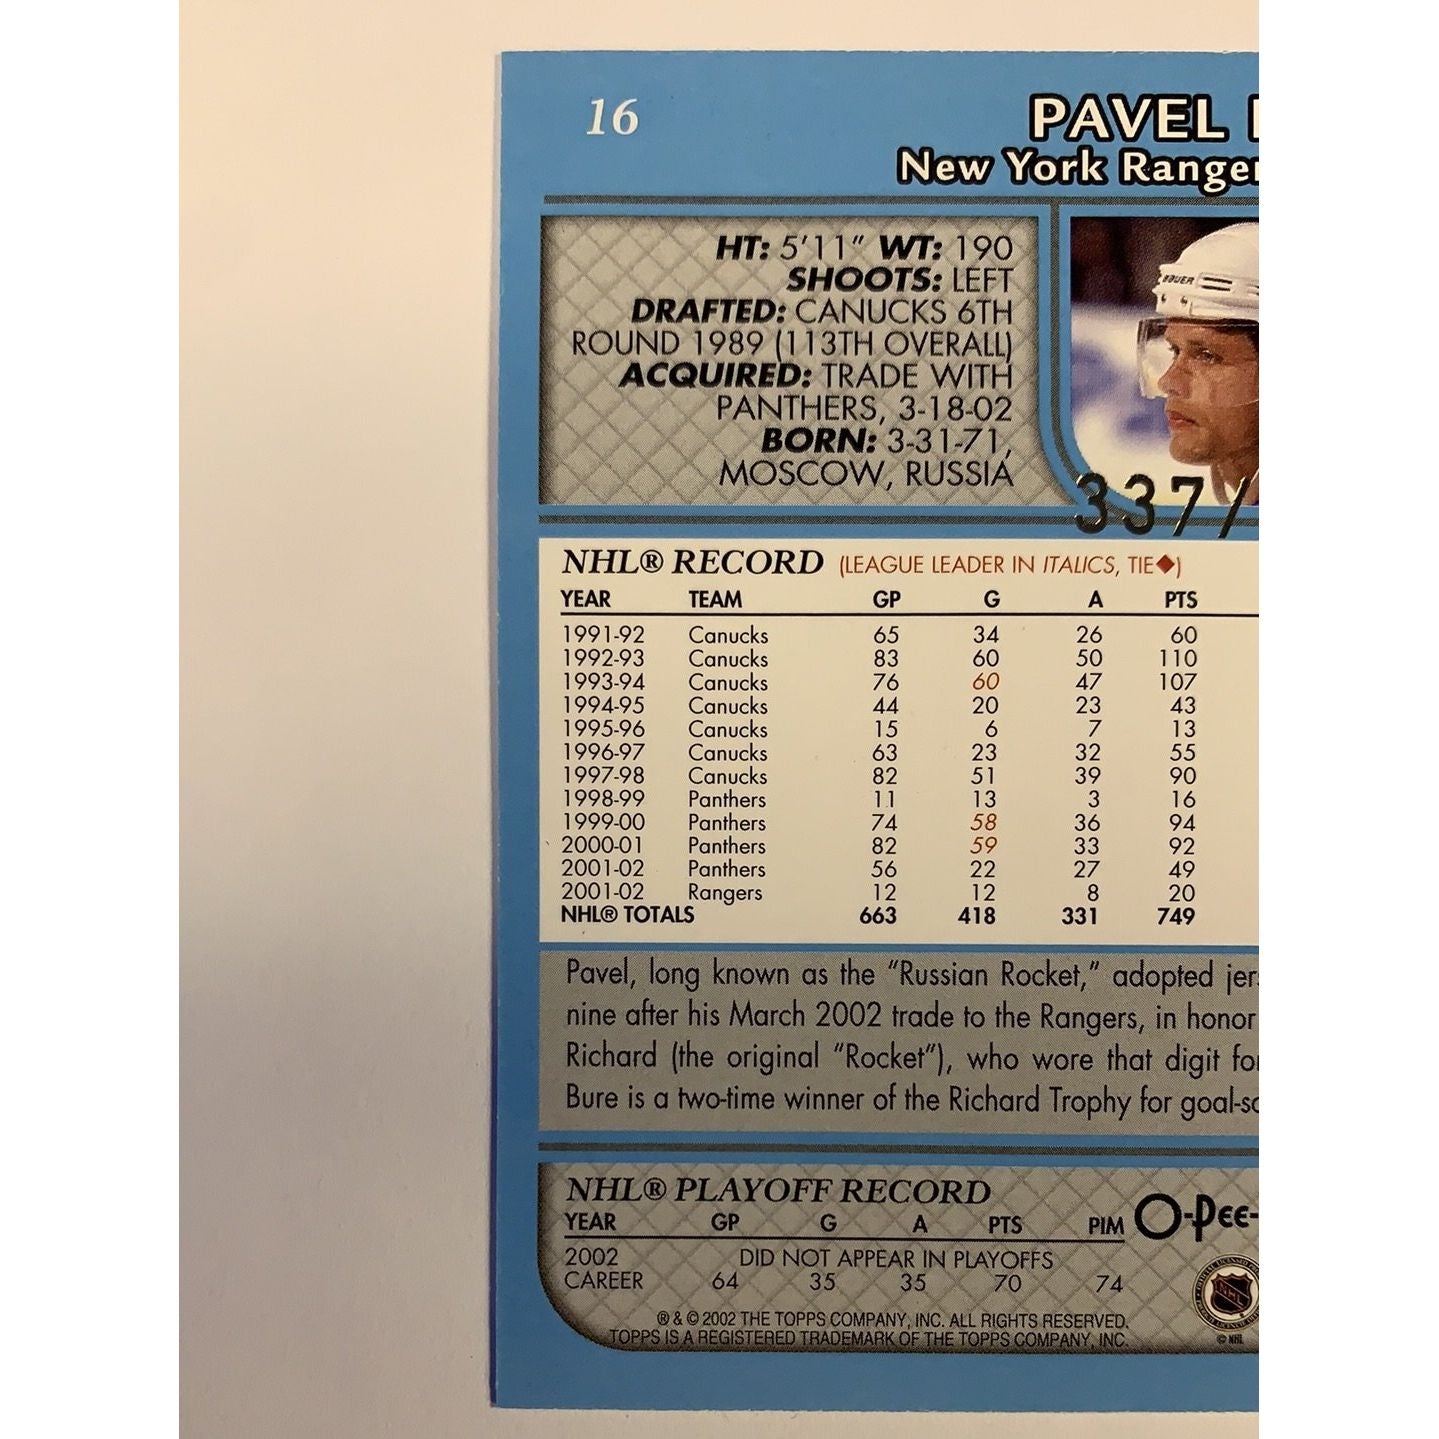 16
PAVEL
New York Rangers
HT: 5'11" WT: 190
SHOOTS: LEFT
DRAFTED: CANUCKS 6TH
ROUND 1989 (113TH OVERALL)
ACQUIRED: TRADE WITH
PANTHERS, 3-18-02
BORN: 3-31-71,
MOSCOW, RUSSIA
BAUER
337/
NHL® RECORD (LEAGUE LEADER IN ITALICS, TIE◆)
YEAR TEAM GP G A PTS
1991-92 Canucks 65 34 26 60
1992-93 Canucks 83 60 50 110
1993-94 Canucks 76 60 47 107
1994-95 Canucks 44 20 23 43
1995-96 Canucks 15 6 7 13
1996-97 Canucks 63 23 32 55
1997-98 Canucks 82 51 39 90
1998-99 Panthers 11 13 3 16
1999-00 Panthers 74 58 36 94
2000-01 Panthers 82 59 33 92
2001-02 Panthers 56 22 27 49
2001-02 Rangers 12 12 8 20
NHL® TOTALS 663 418 331 749
Pavel, long known as the "Russian Rocket," adopted jer
nine after his March 2002 trade to the Rangers, in honor
Richard (the original "Rocket"), who wore that digit fo
Bure is a two-time winner of the Richard Trophy for goal-sc
NHL® PLAYOFF RECORD
YEAR GP G A PTS PIM
2002 DID NOT APPEAR IN PLAYOFFS
CAREER 64 35 35 70 74
O-Pee-
NHL
© NHL
® & © 2002 THE TOPPS COMPANY, INC. ALL RIGHTS RESERVED.
TOPPS IS A REGISTERED TRADEMARK OF THE TOPPS COMPANY, INC.